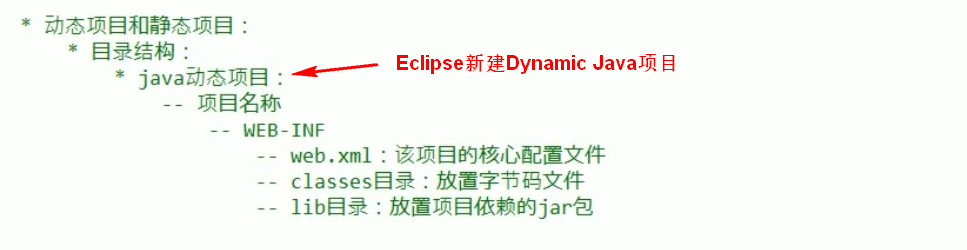 * 动态项目和静态项目：
* 目录结构：
* java动态项目：
Eclipse新建Dynamic Java项目
-- 项目名称
-- WEB-INF
-- web.xml：该项目的核心配置文件
-- classes目录：放置字节码文件
-- lib目录：放置项目依赖的jar包